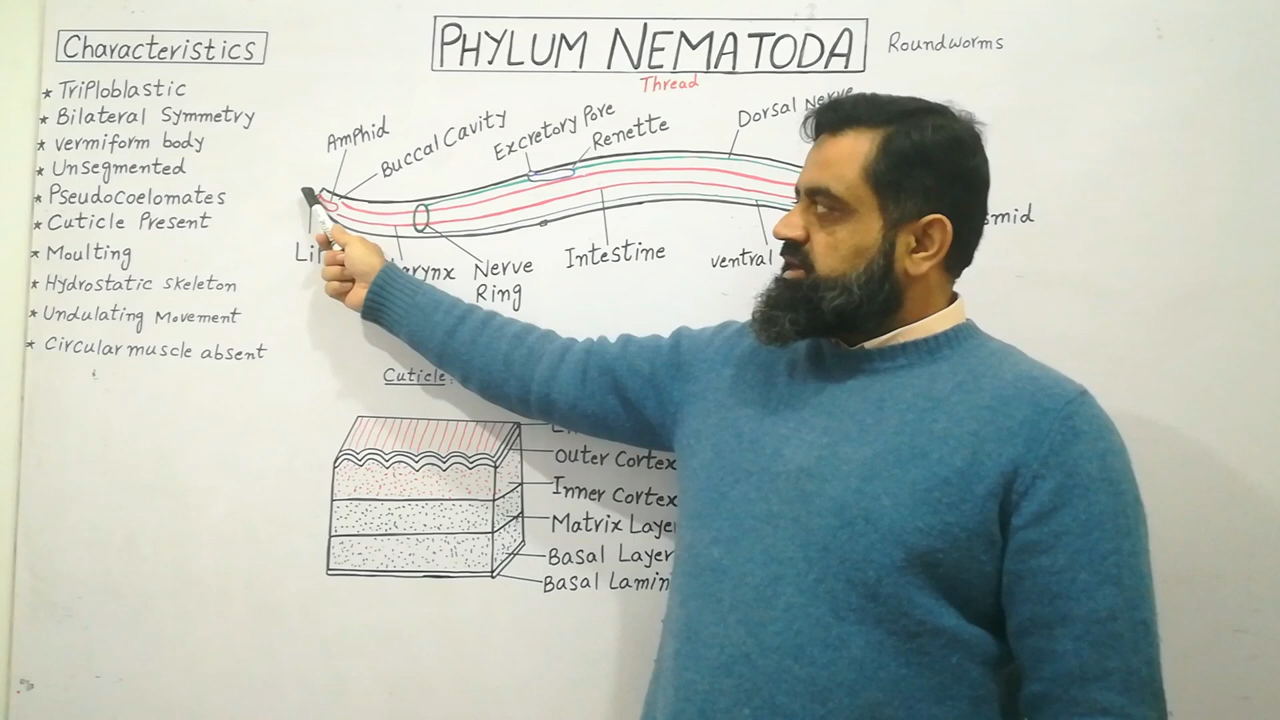 Characteristics
* Triploblastic
* Bilateral Symmetry
* vermiform body
* Unsegmented
* Pseudocoelomates
* Cuticle Present
* Moulting
* Hydrostatic Skeleton
* Undulating Movement
* Circular muscle absent
PHYLUM NEMATODA
Roundworms
Thread
Amphid
Buccal Cavity
Excretory Pore
Renette
Dorsal Nerve
Nerve
Ring
Intestine
ventral
Cuticle:
Outer Cortex
Inner Cortex
Matrix Layer
Basal Layer
Basal Lamin